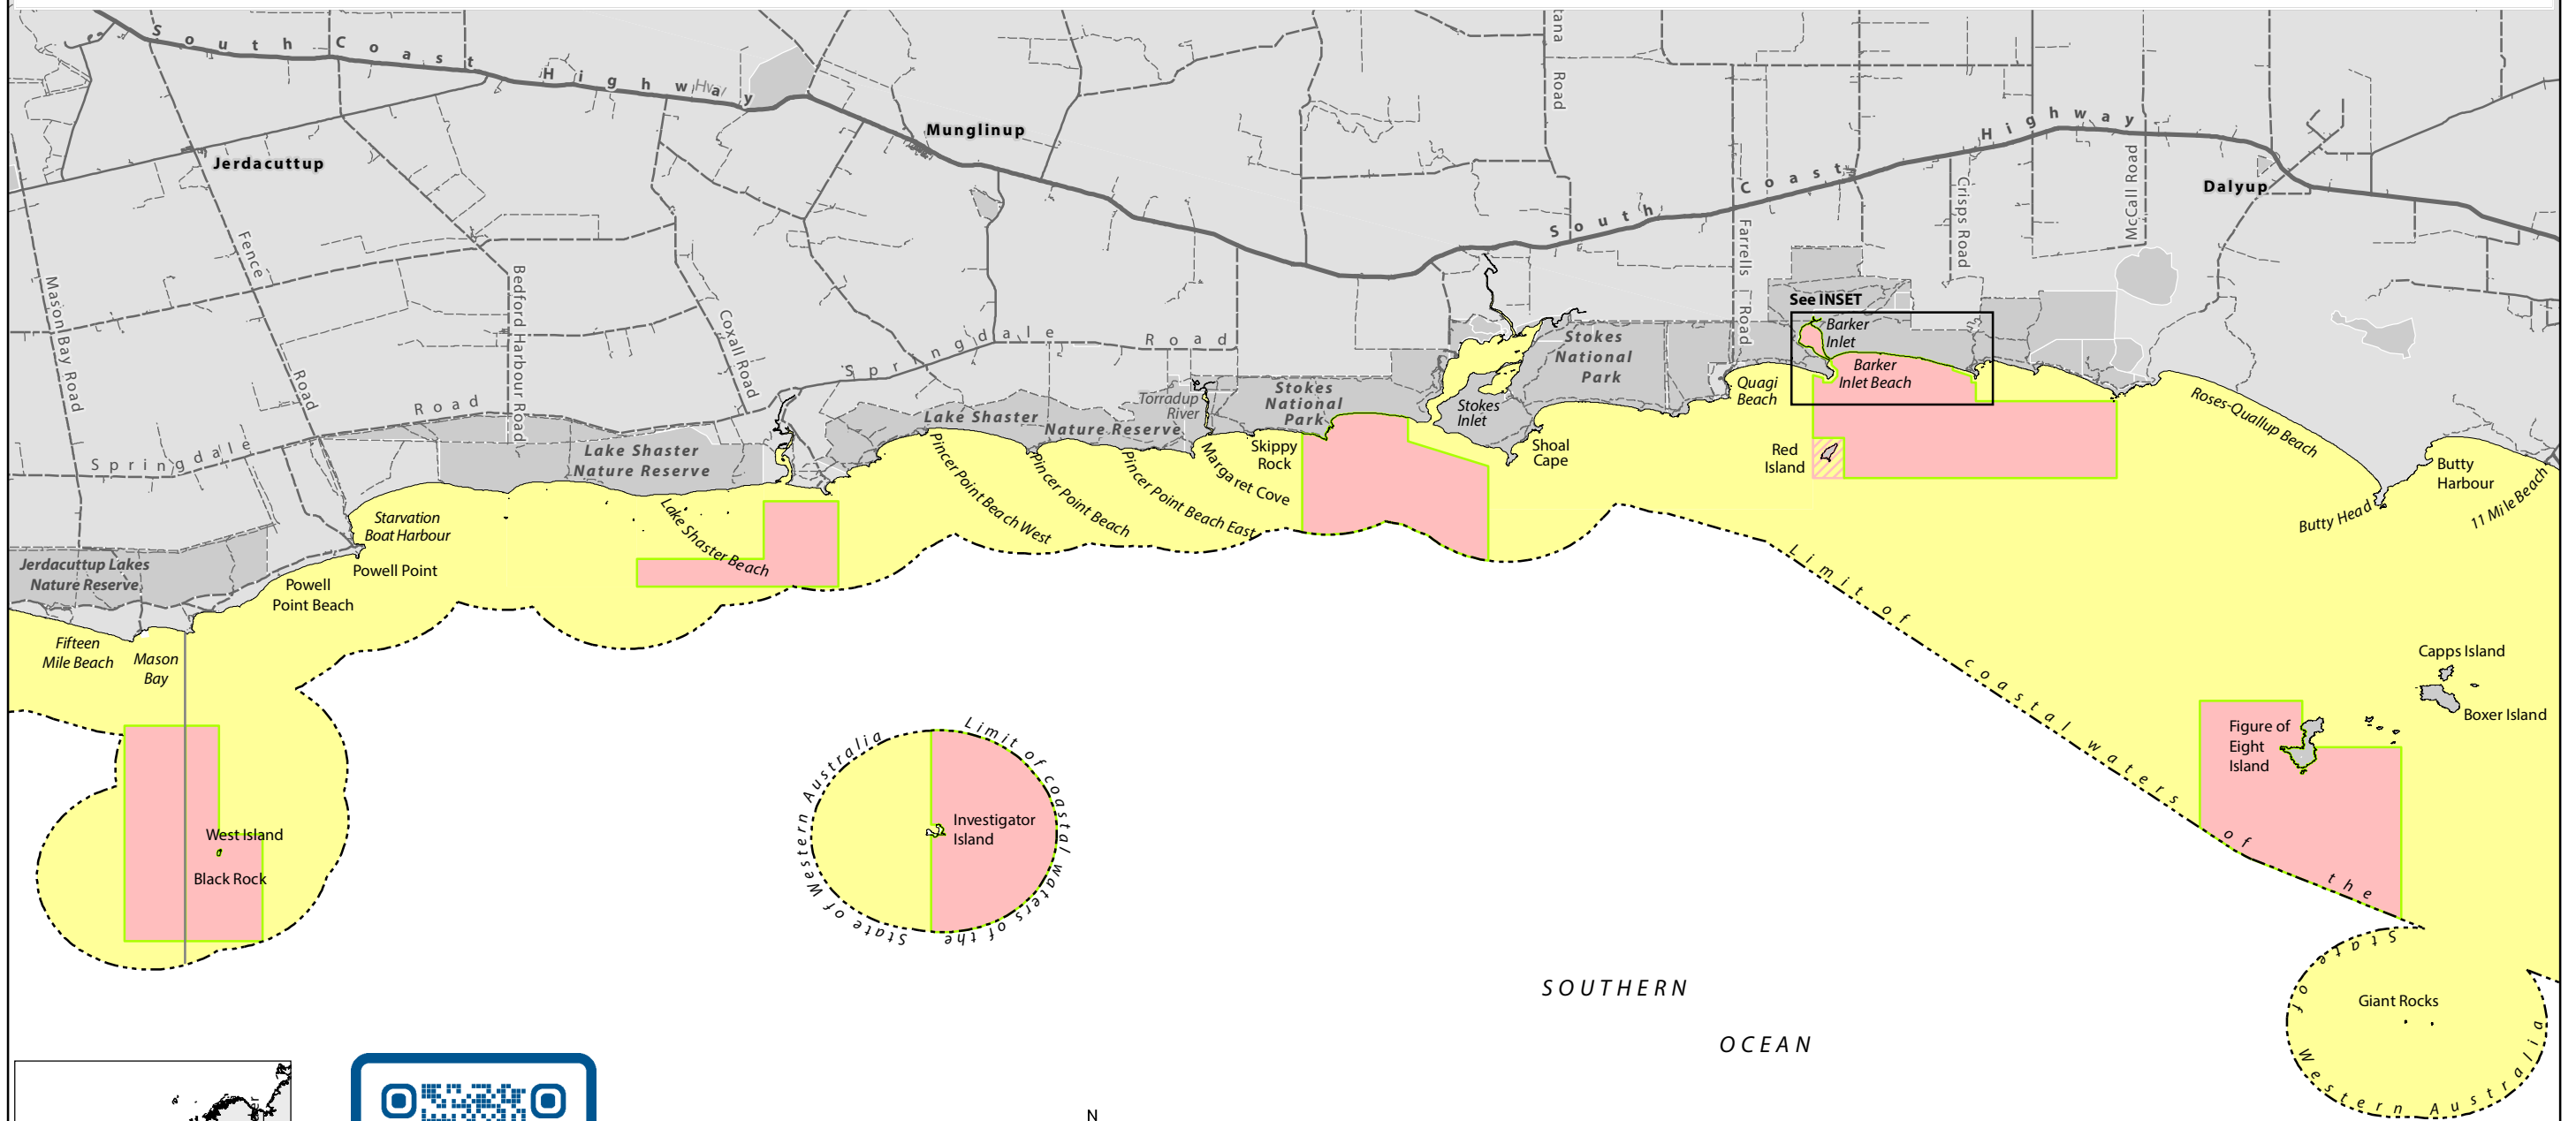 South Coast Highway
Hwy
Munglinup
Jerdacuttup
tana Road
South Coast Highway
Dalyup
Mason Bay Road
Fence Road
Bedford Harbour Road
Coxall Road
Springdale Road
Springdale Road
Farrells Road
Crisps Road
McCall Road
See INSET
Barker
Inlet
Barker
Inlet Beach
Stokes
National
Park
Stokes
National
Park
Stokes
Inlet
Torradup
River
Lake Shaster
Nature Reserve
Lake Shaster
Nature Reserve
Quagi
Beach
Skippy
Rock
Shoal
Cape
Red
Island
Roses-Quallup Beach
Butty
Harbour
Butty Head
11 Mile Beach
Pincer Point Beach West
Pincer Point Beach
Pincer Point Beach East
Margaret Cove
Lake Shaster Beach
Starvation
Boat Harbour
Powell Point
Powell
Point Beach
Jerdacuttup Lakes
Nature Reserve
Fifteen
Mile Beach
Mason
Bay
West Island
Black Rock
Limit of coastal waters of the State of Western Australia
Investigator
Island
Limit of coastal waters of the State of Western Australia
Capps Island
Boxer Island
Figure of
Eight
Island
Giant Rocks
SOUTHERN
OCEAN
N